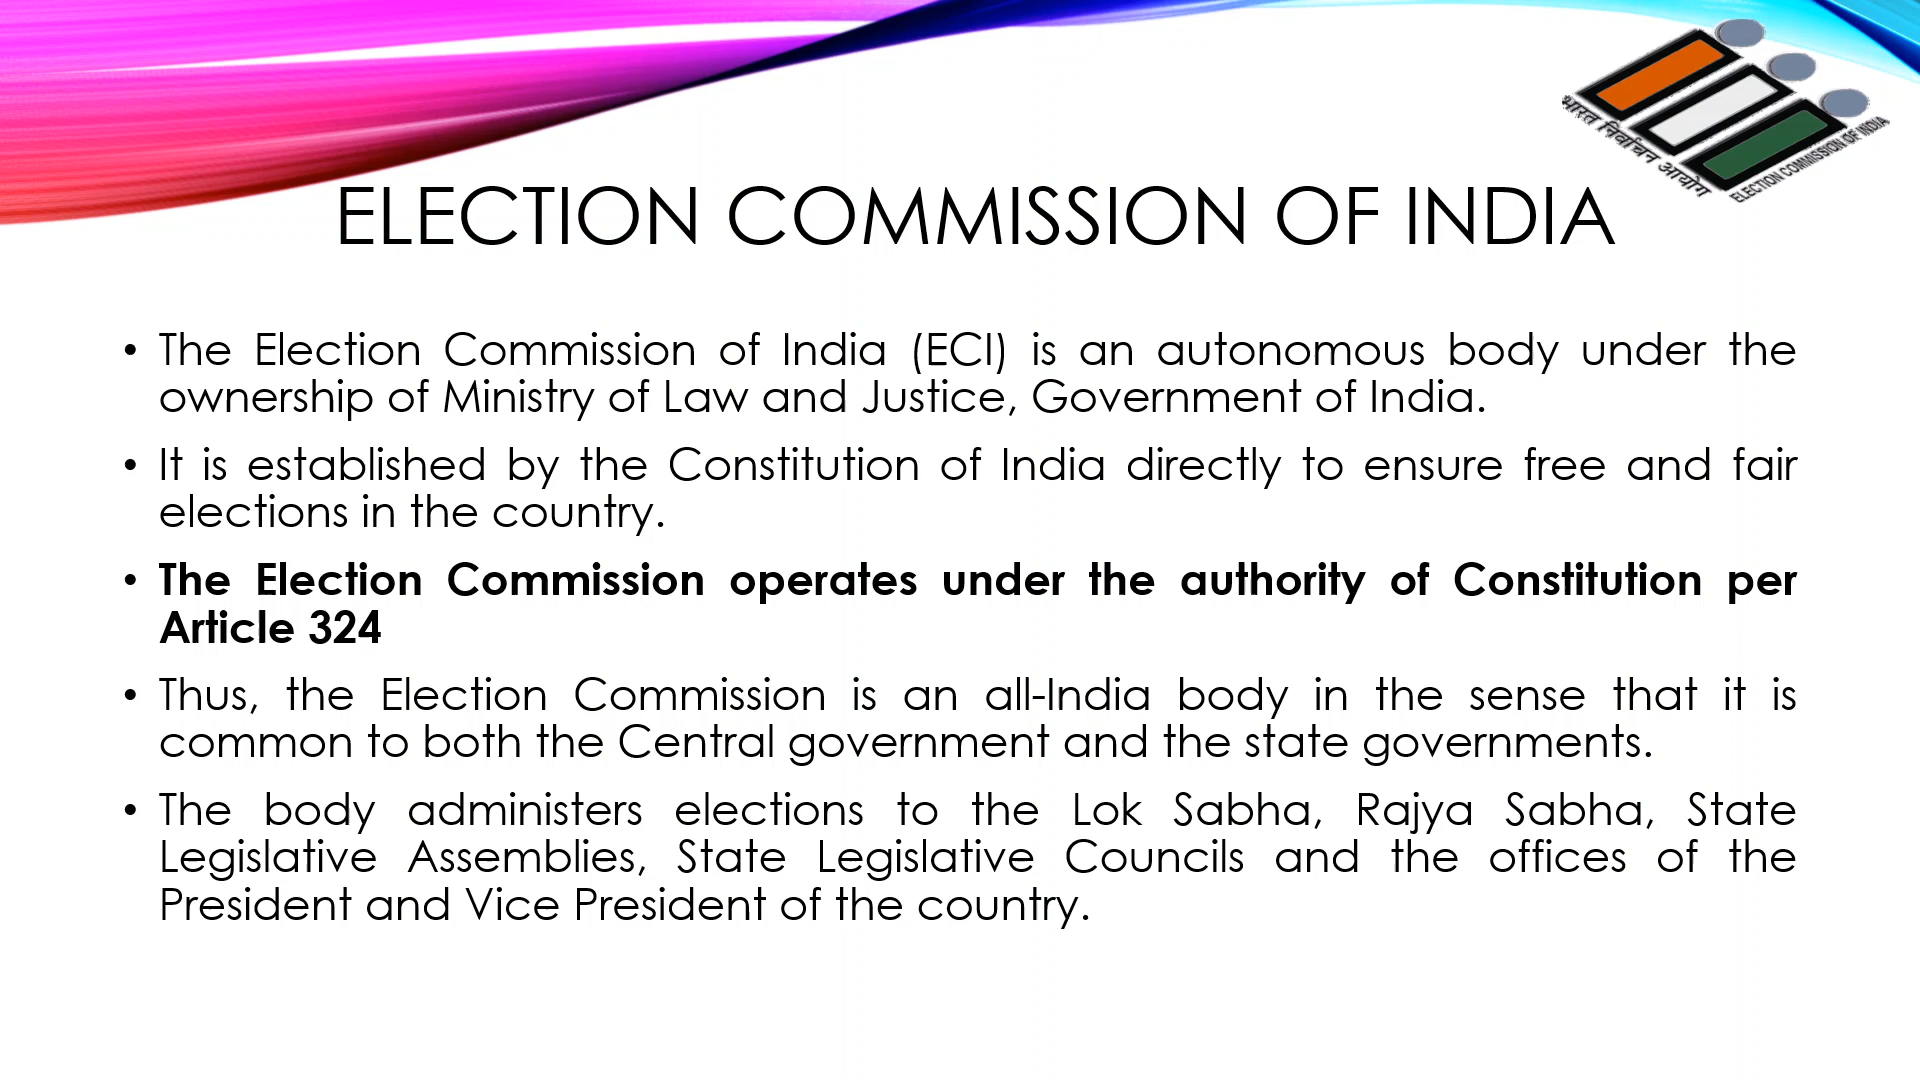 भारत निर्वाचन आयोग
ELECTION COMMISSION OF INDIA
ELECTION COMMISSION OF INDIA
• The Election Commission of India (ECI) is an autonomous body under the
ownership of Ministry of Law and Justice, Government of India.
• It is established by the Constitution of India directly to ensure free and fair
elections in the country.
• The Election Commission operates under the authority of Constitution per
Article 324
• Thus, the Election Commission is an all-India body in the sense that it is
common to both the Central government and the state governments.
• The body administers elections to the Lok Sabha, Rajya Sabha, State
Legislative Assemblies, State Legislative Councils and the offices of the
President and Vice President of the country.